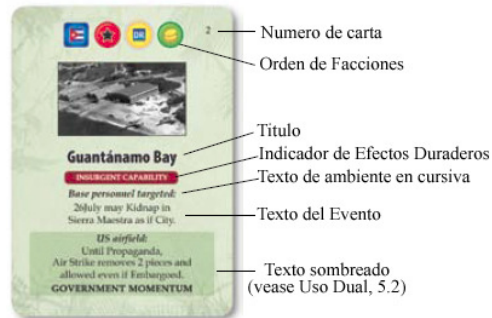 2
DR
Guantánamo Bay
INSURGENT CAPABILITY
Base personnel targeted:
26July may Kidnap in
Sierra Maestra as if City.
US airfield:
Until Propaganda,
Air Strike removes 2 pieces and
allowed even if Embargoed.
GOVERNMENT MOMENTUM
Numero de carta
Orden de Facciones
Titulo
Indicador de Efectos Duraderos
Texto de ambiente en cursiva
Texto del Evento
Texto sombreado
(vease Uso Dual, 5.2)